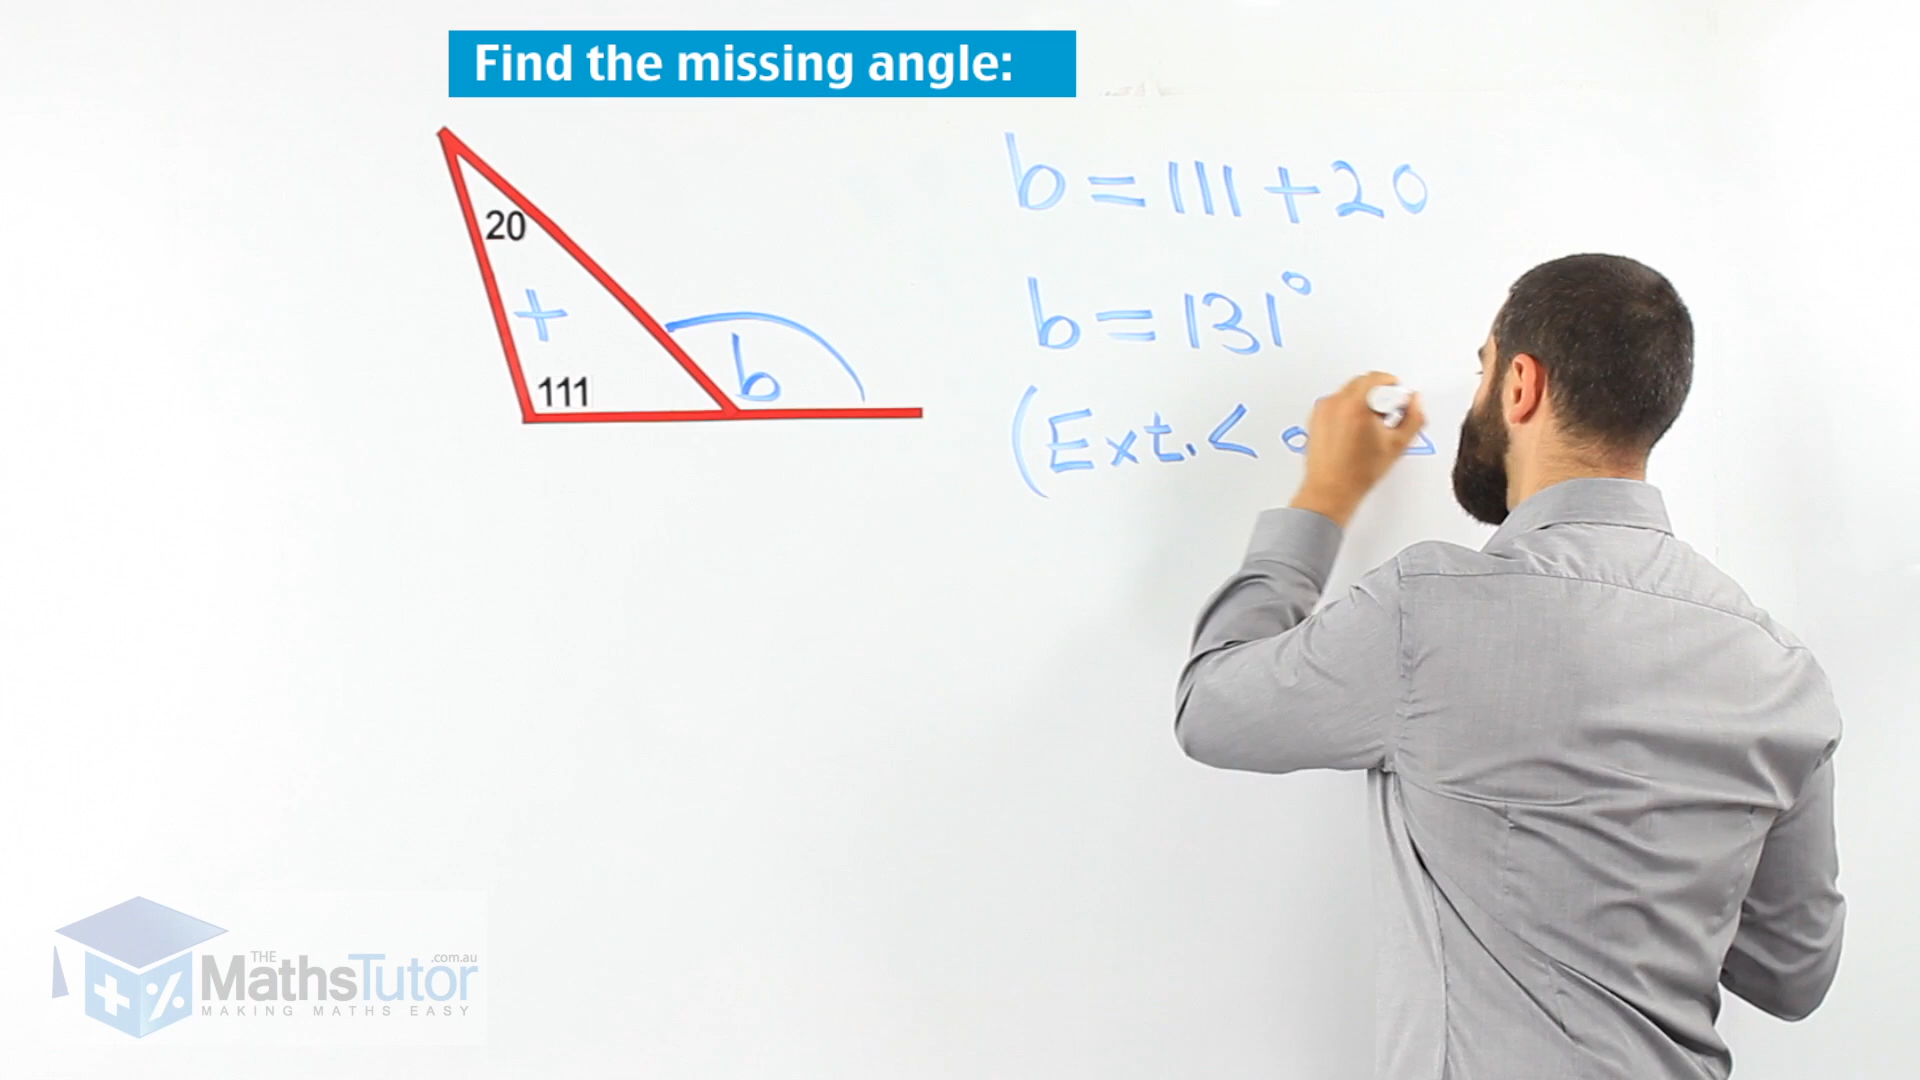 Find the missing angle:
20
+
111
b
b = 111 + 20
b = 131°
(Ext. <
THE
MathsTutor
.com.au
MAKING MATHS EASY